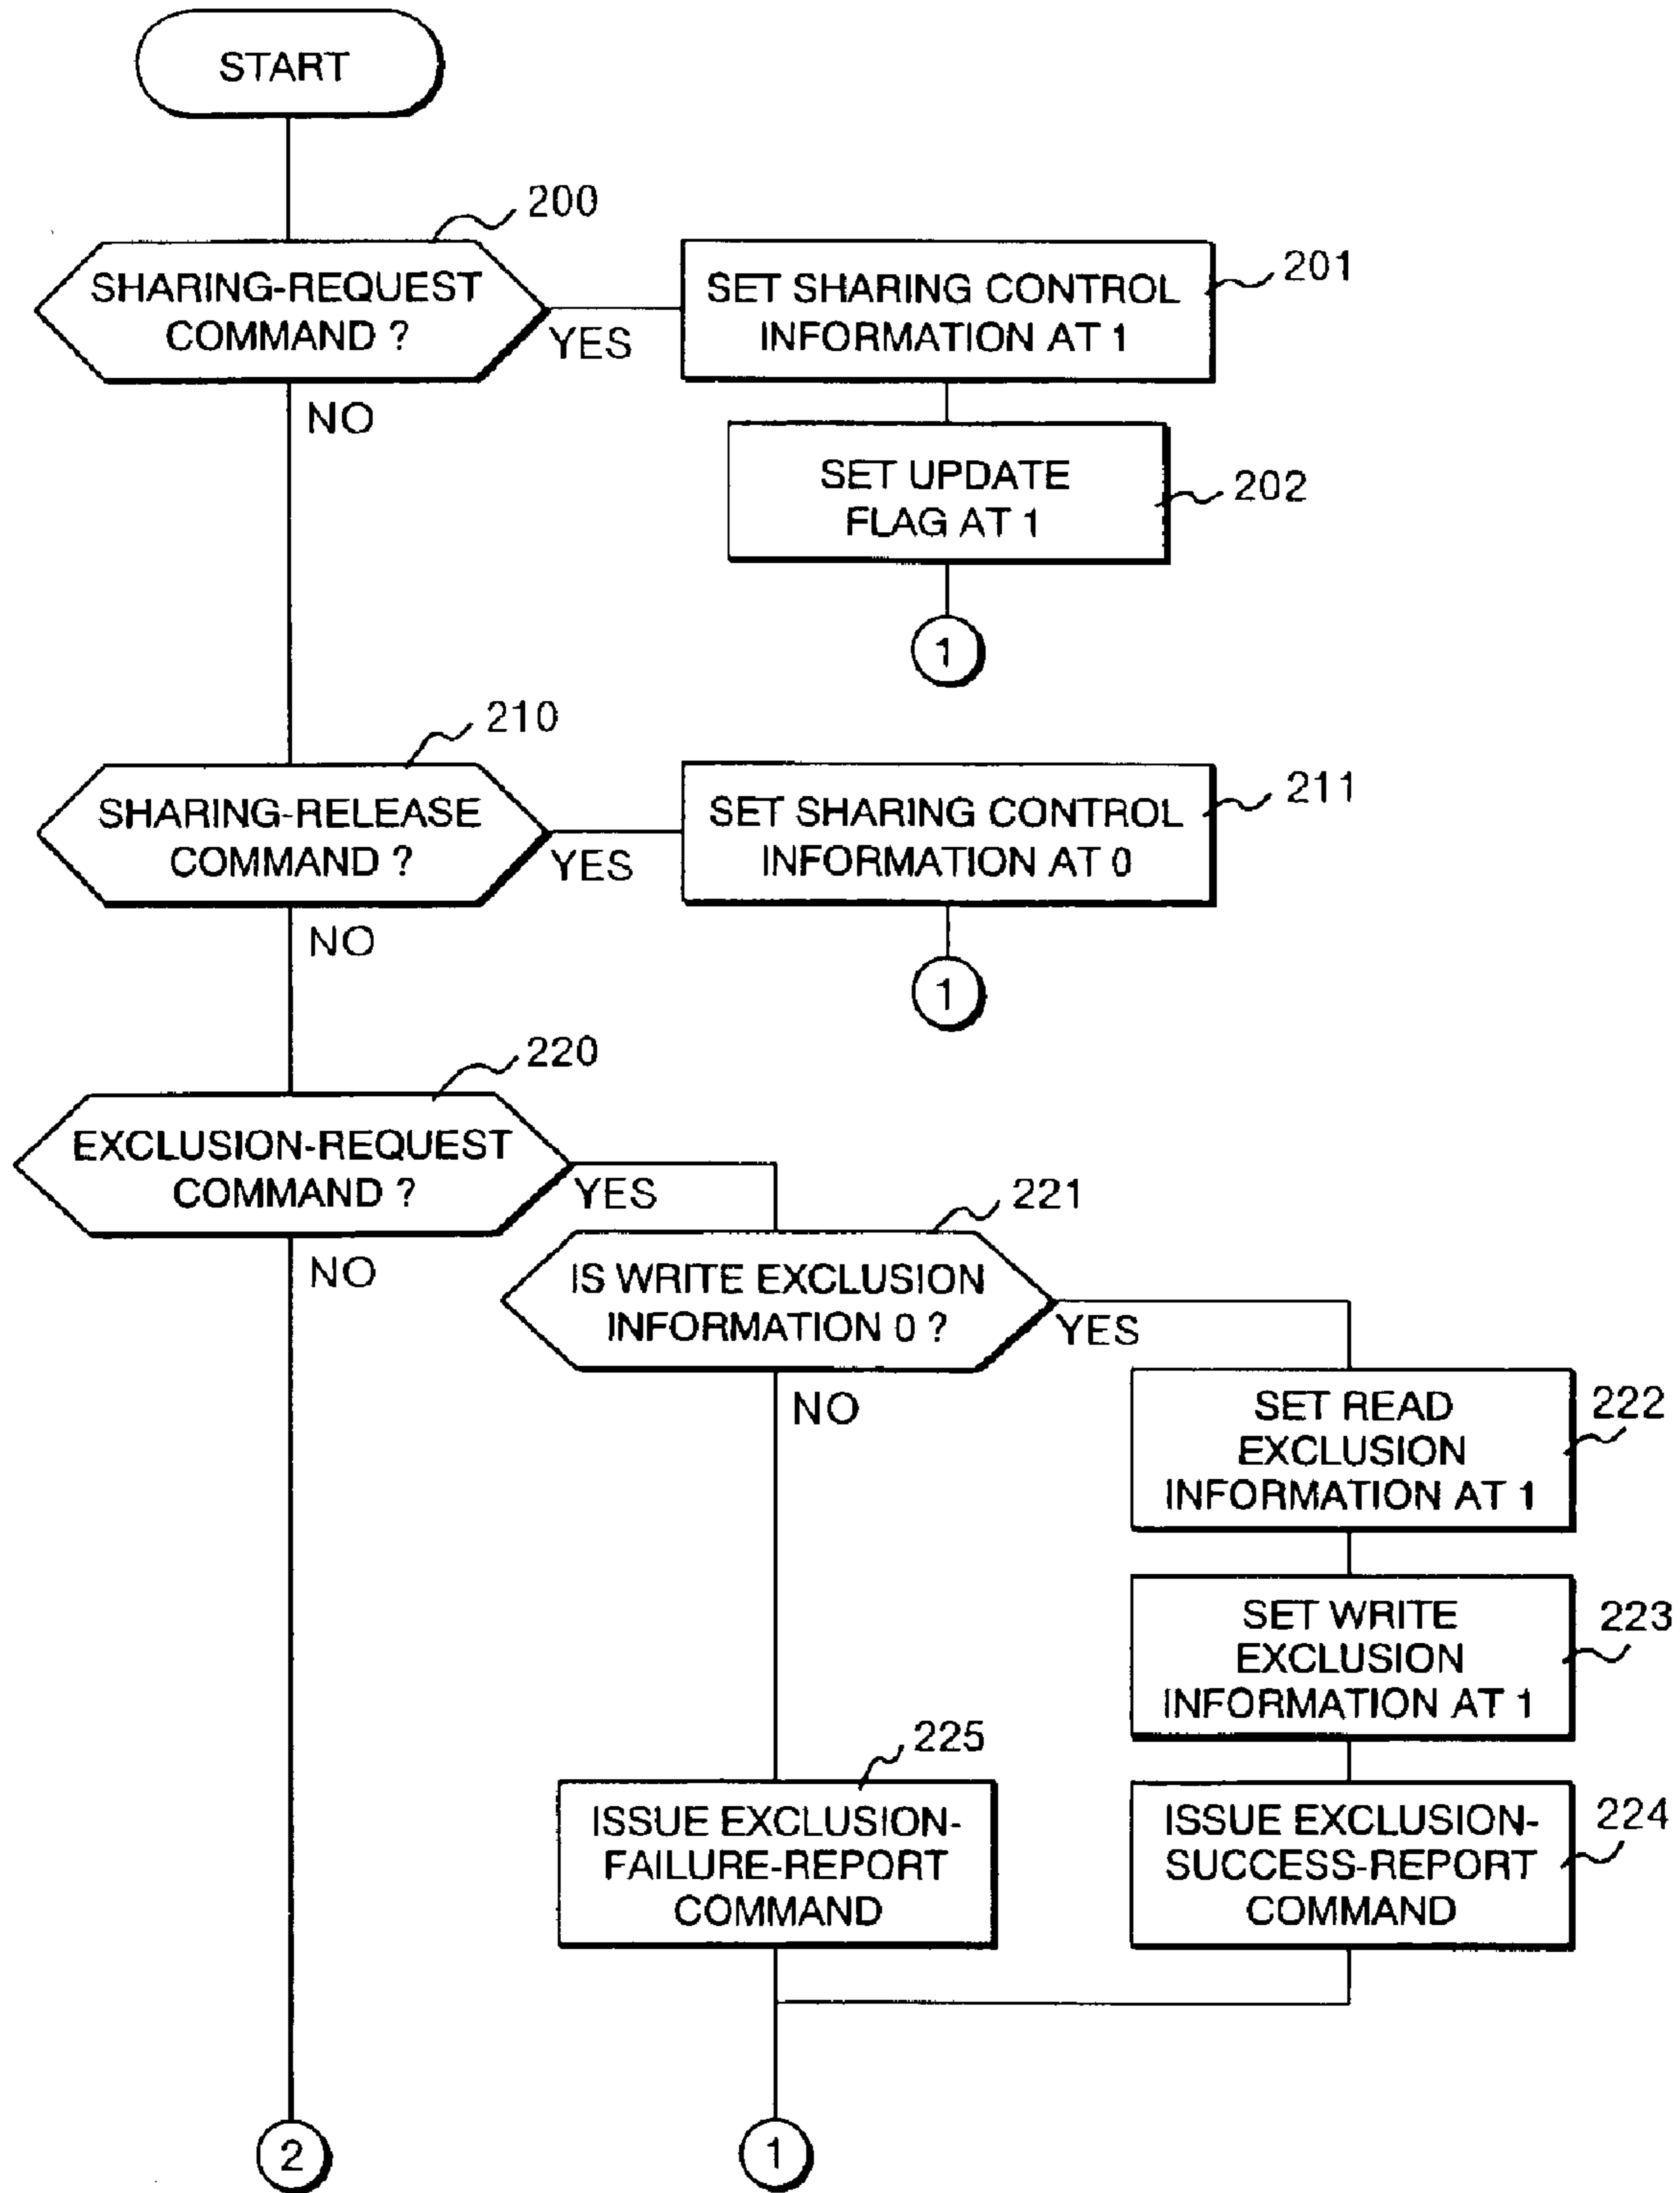 START
200
SHARING-REQUEST
COMMAND ?
YES
NO
SET SHARING CONTROL
INFORMATION AT 1
201
SET UPDATE
FLAG AT 1
202
1
210
SHARING-RELEASE
COMMAND ?
YES
NO
SET SHARING CONTROL
INFORMATION AT 0
211
1
220
EXCLUSION-REQUEST
COMMAND ?
YES
NO
221
IS WRITE EXCLUSION
INFORMATION 0 ?
YES
NO
SET READ
EXCLUSION
INFORMATION AT 1
222
SET WRITE
EXCLUSION
INFORMATION AT 1
223
225
ISSUE EXCLUSION-
FAILURE-REPORT
COMMAND
ISSUE EXCLUSION-
SUCCESS-REPORT
COMMAND
224
2
1